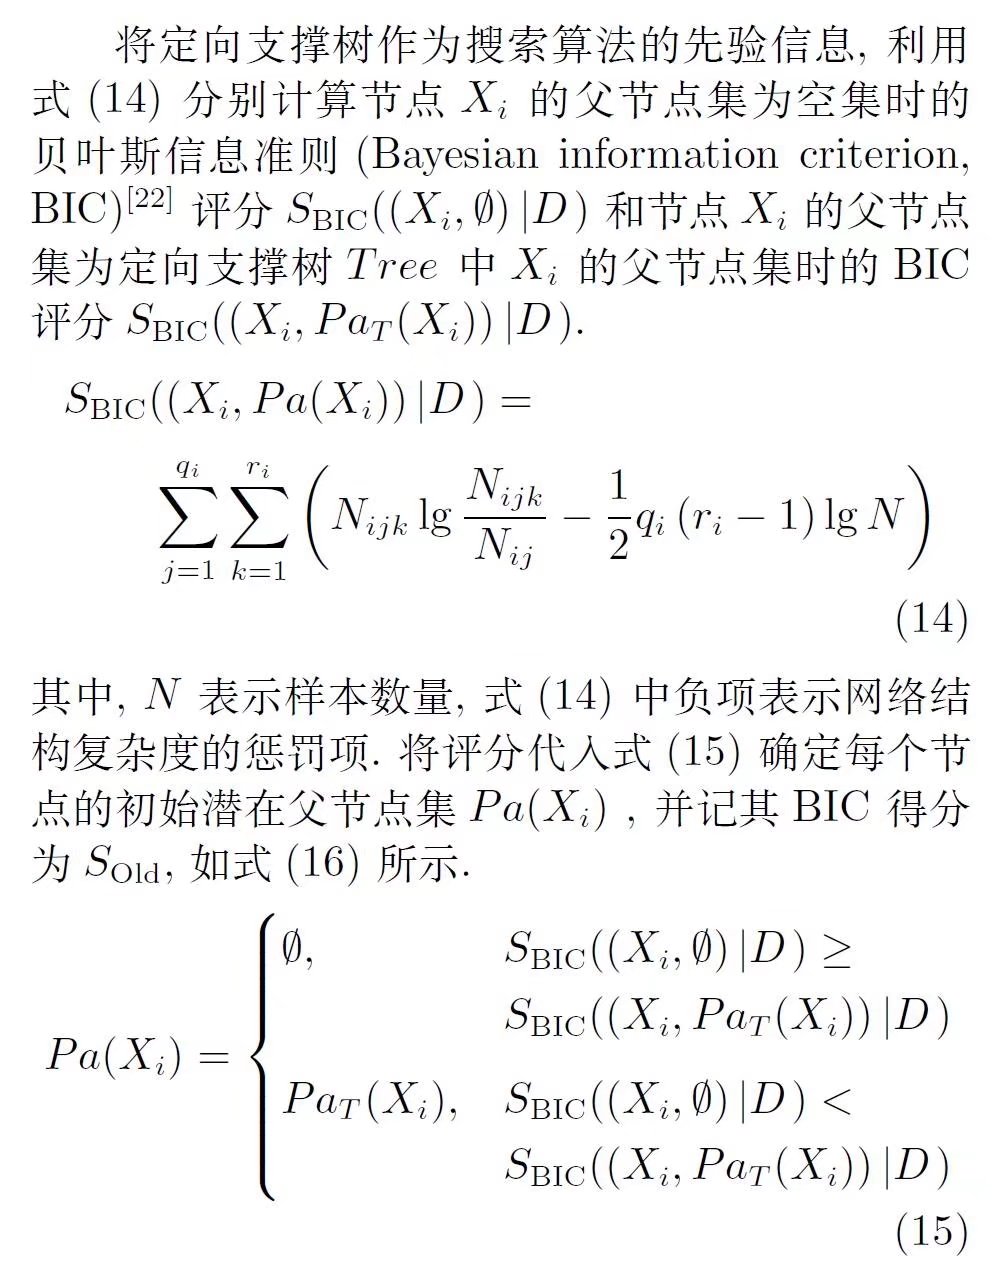 将定向支撑树作为搜索算法的先验信息, 利用
式 (14) 分别计算节点 $X_i$ 的父节点集为空集时的
贝叶斯信息准则 (Bayesian information criterion,
BIC)$^{[22]}$ 评分 $S_{\mathrm{BIC}}((X_i, \emptyset)\,|D)$ 和节点 $X_i$ 的父节点
集为定向支撑树 $Tree$ 中 $X_i$ 的父节点集时的 BIC
评分 $S_{\mathrm{BIC}}((X_i, Pa_T(X_i))\,|D)$.
$S_{\mathrm{BIC}}((X_i, Pa(X_i))\,|D) =$
$\sum_{j=1}^{q_i} \sum_{k=1}^{r_i} \left( N_{ijk} \lg \frac{N_{ijk}}{N_{ij}} - \frac{1}{2} q_i (r_i - 1) \lg N \right)$
(14)
其中, $N$ 表示样本数量, 式 (14) 中负项表示网络结
构复杂度的惩罚项. 将评分代入式 (15) 确定每个节
点的初始潜在父节点集 $Pa(X_i)$ , 并记其 BIC 得分
为 $S_{\mathrm{Old}}$, 如式 (16) 所示.
$Pa(X_i) = \begin{cases} \emptyset, & S_{\mathrm{BIC}}((X_i, \emptyset)\,|D) \geq \\ & S_{\mathrm{BIC}}((X_i, Pa_T(X_i))\,|D) \\ Pa_T(X_i), & S_{\mathrm{BIC}}((X_i, \emptyset)\,|D) < \\ & S_{\mathrm{BIC}}((X_i, Pa_T(X_i))\,|D) \end{cases}$
(15)